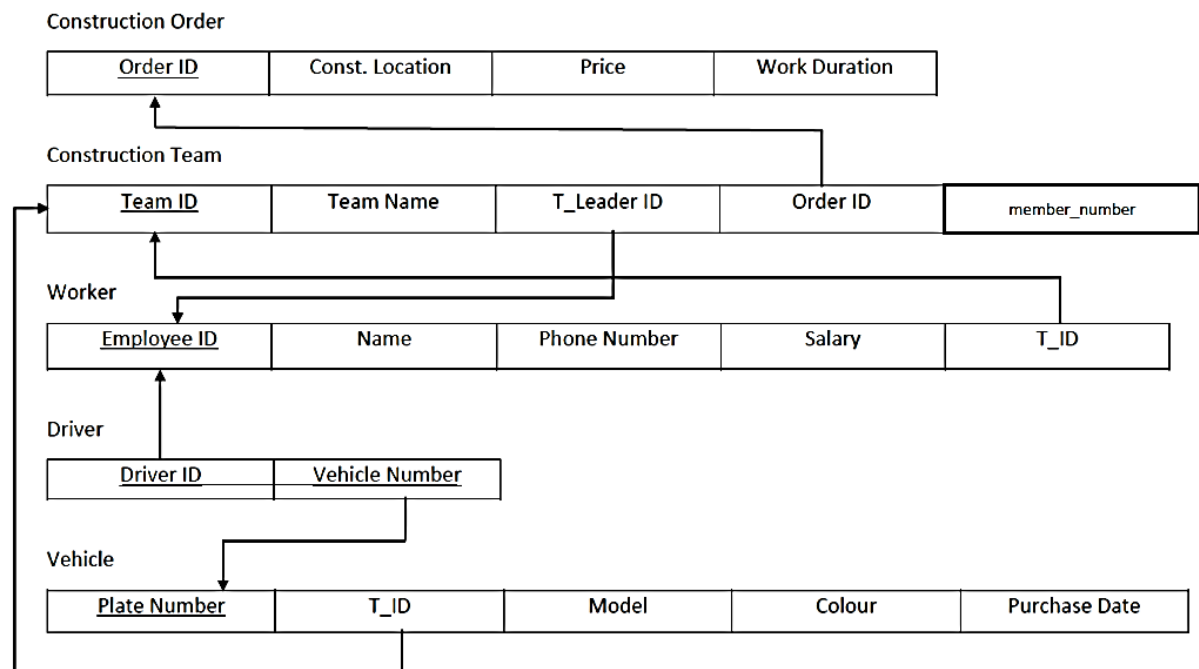 Construction Order
Order ID Const. Location Price Work Duration
Construction Team
Team ID Team Name T_Leader ID Order ID member_number
Worker
Employee ID Name Phone Number Salary T_ID
Driver
Driver ID Vehicle Number
Vehicle
Plate Number T_ID Model Colour Purchase Date